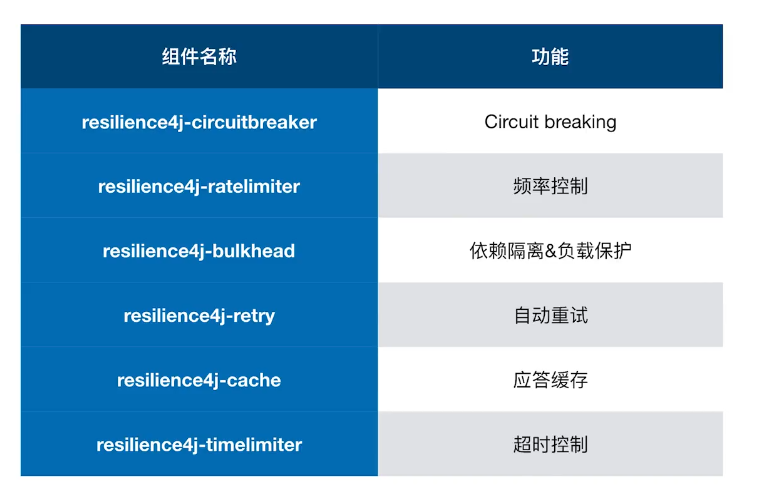 组件名称 功能
resilience4j-circuitbreaker Circuit breaking
resilience4j-ratelimiter 频率控制
resilience4j-bulkhead 依赖隔离&负载保护
resilience4j-retry 自动重试
resilience4j-cache 应答缓存
resilience4j-timelimiter 超时控制